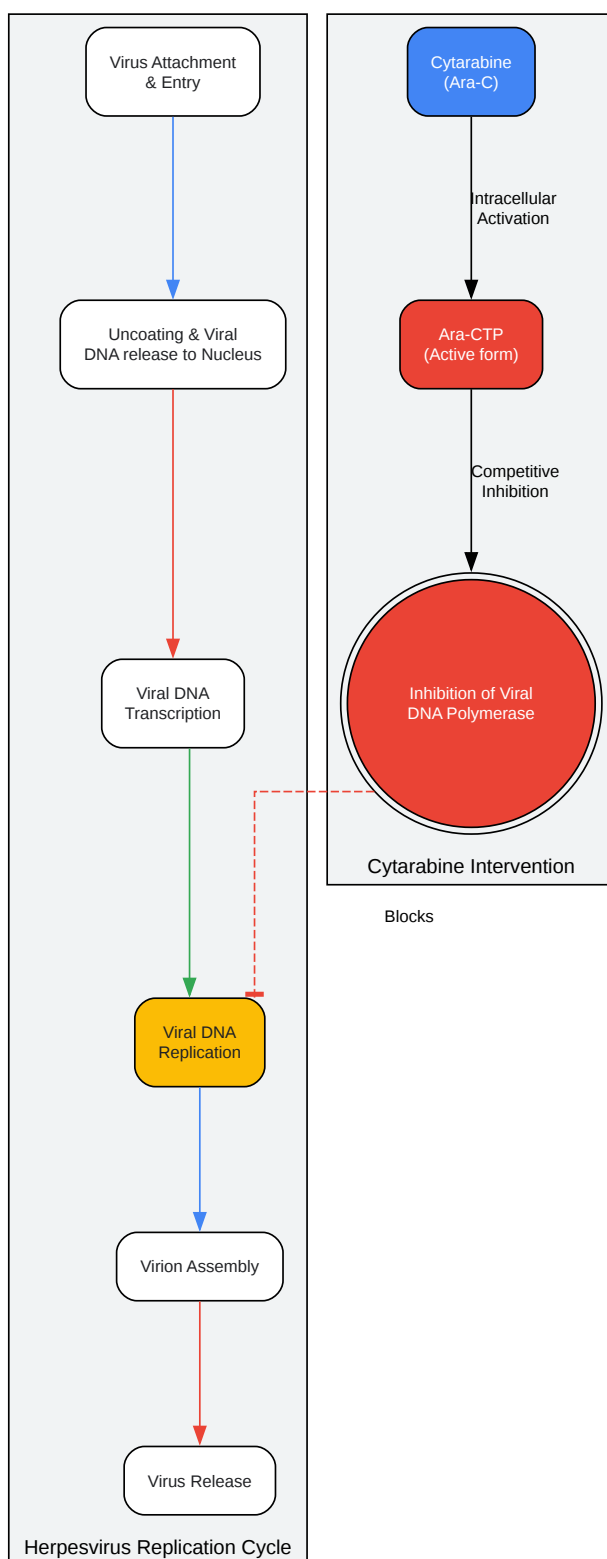 Virus Attachment
& Entry
Uncoating & Viral
DNA release to Nucleus
Viral DNA
Transcription
Viral DNA
Replication
Virion Assembly
Virus Release
Herpesvirus Replication Cycle
Cytarabine
(Ara-C)
Intracellular
Activation
Ara-CTP
(Active form)
Competitive
Inhibition
Inhibition of Viral
DNA Polymerase
Cytarabine Intervention
Blocks